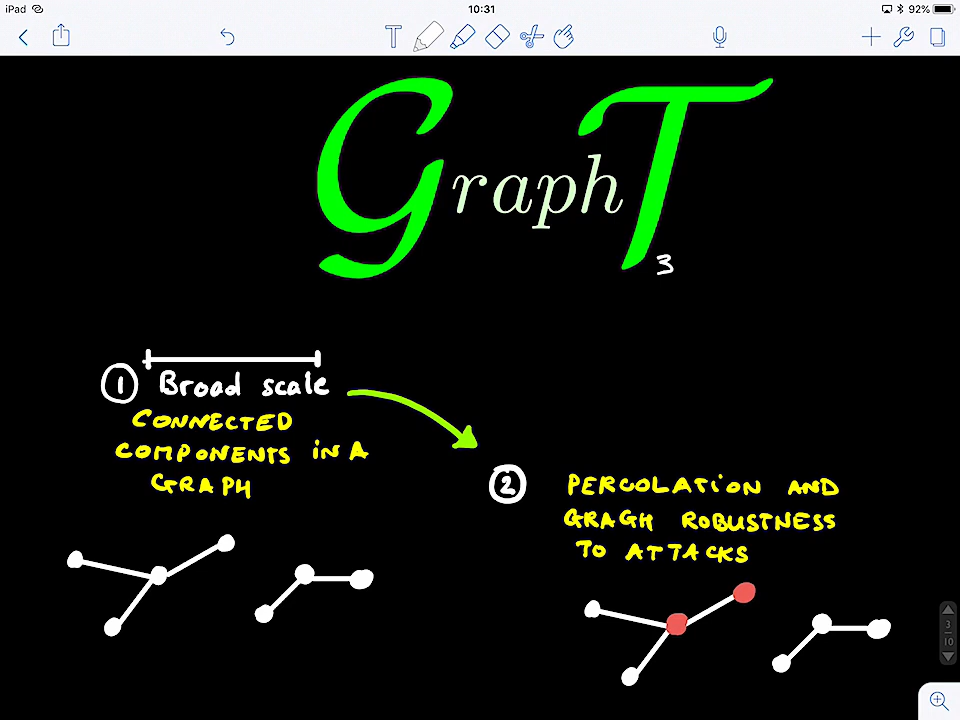 iPad
10:31
92%
GraphT
3
1 Broad scale
CONNECTED
COMPONENTS IN A
GRAPH
2 PERCOLATION AND
GRAGH ROBUSTNESS
TO ATTACKS
3
10